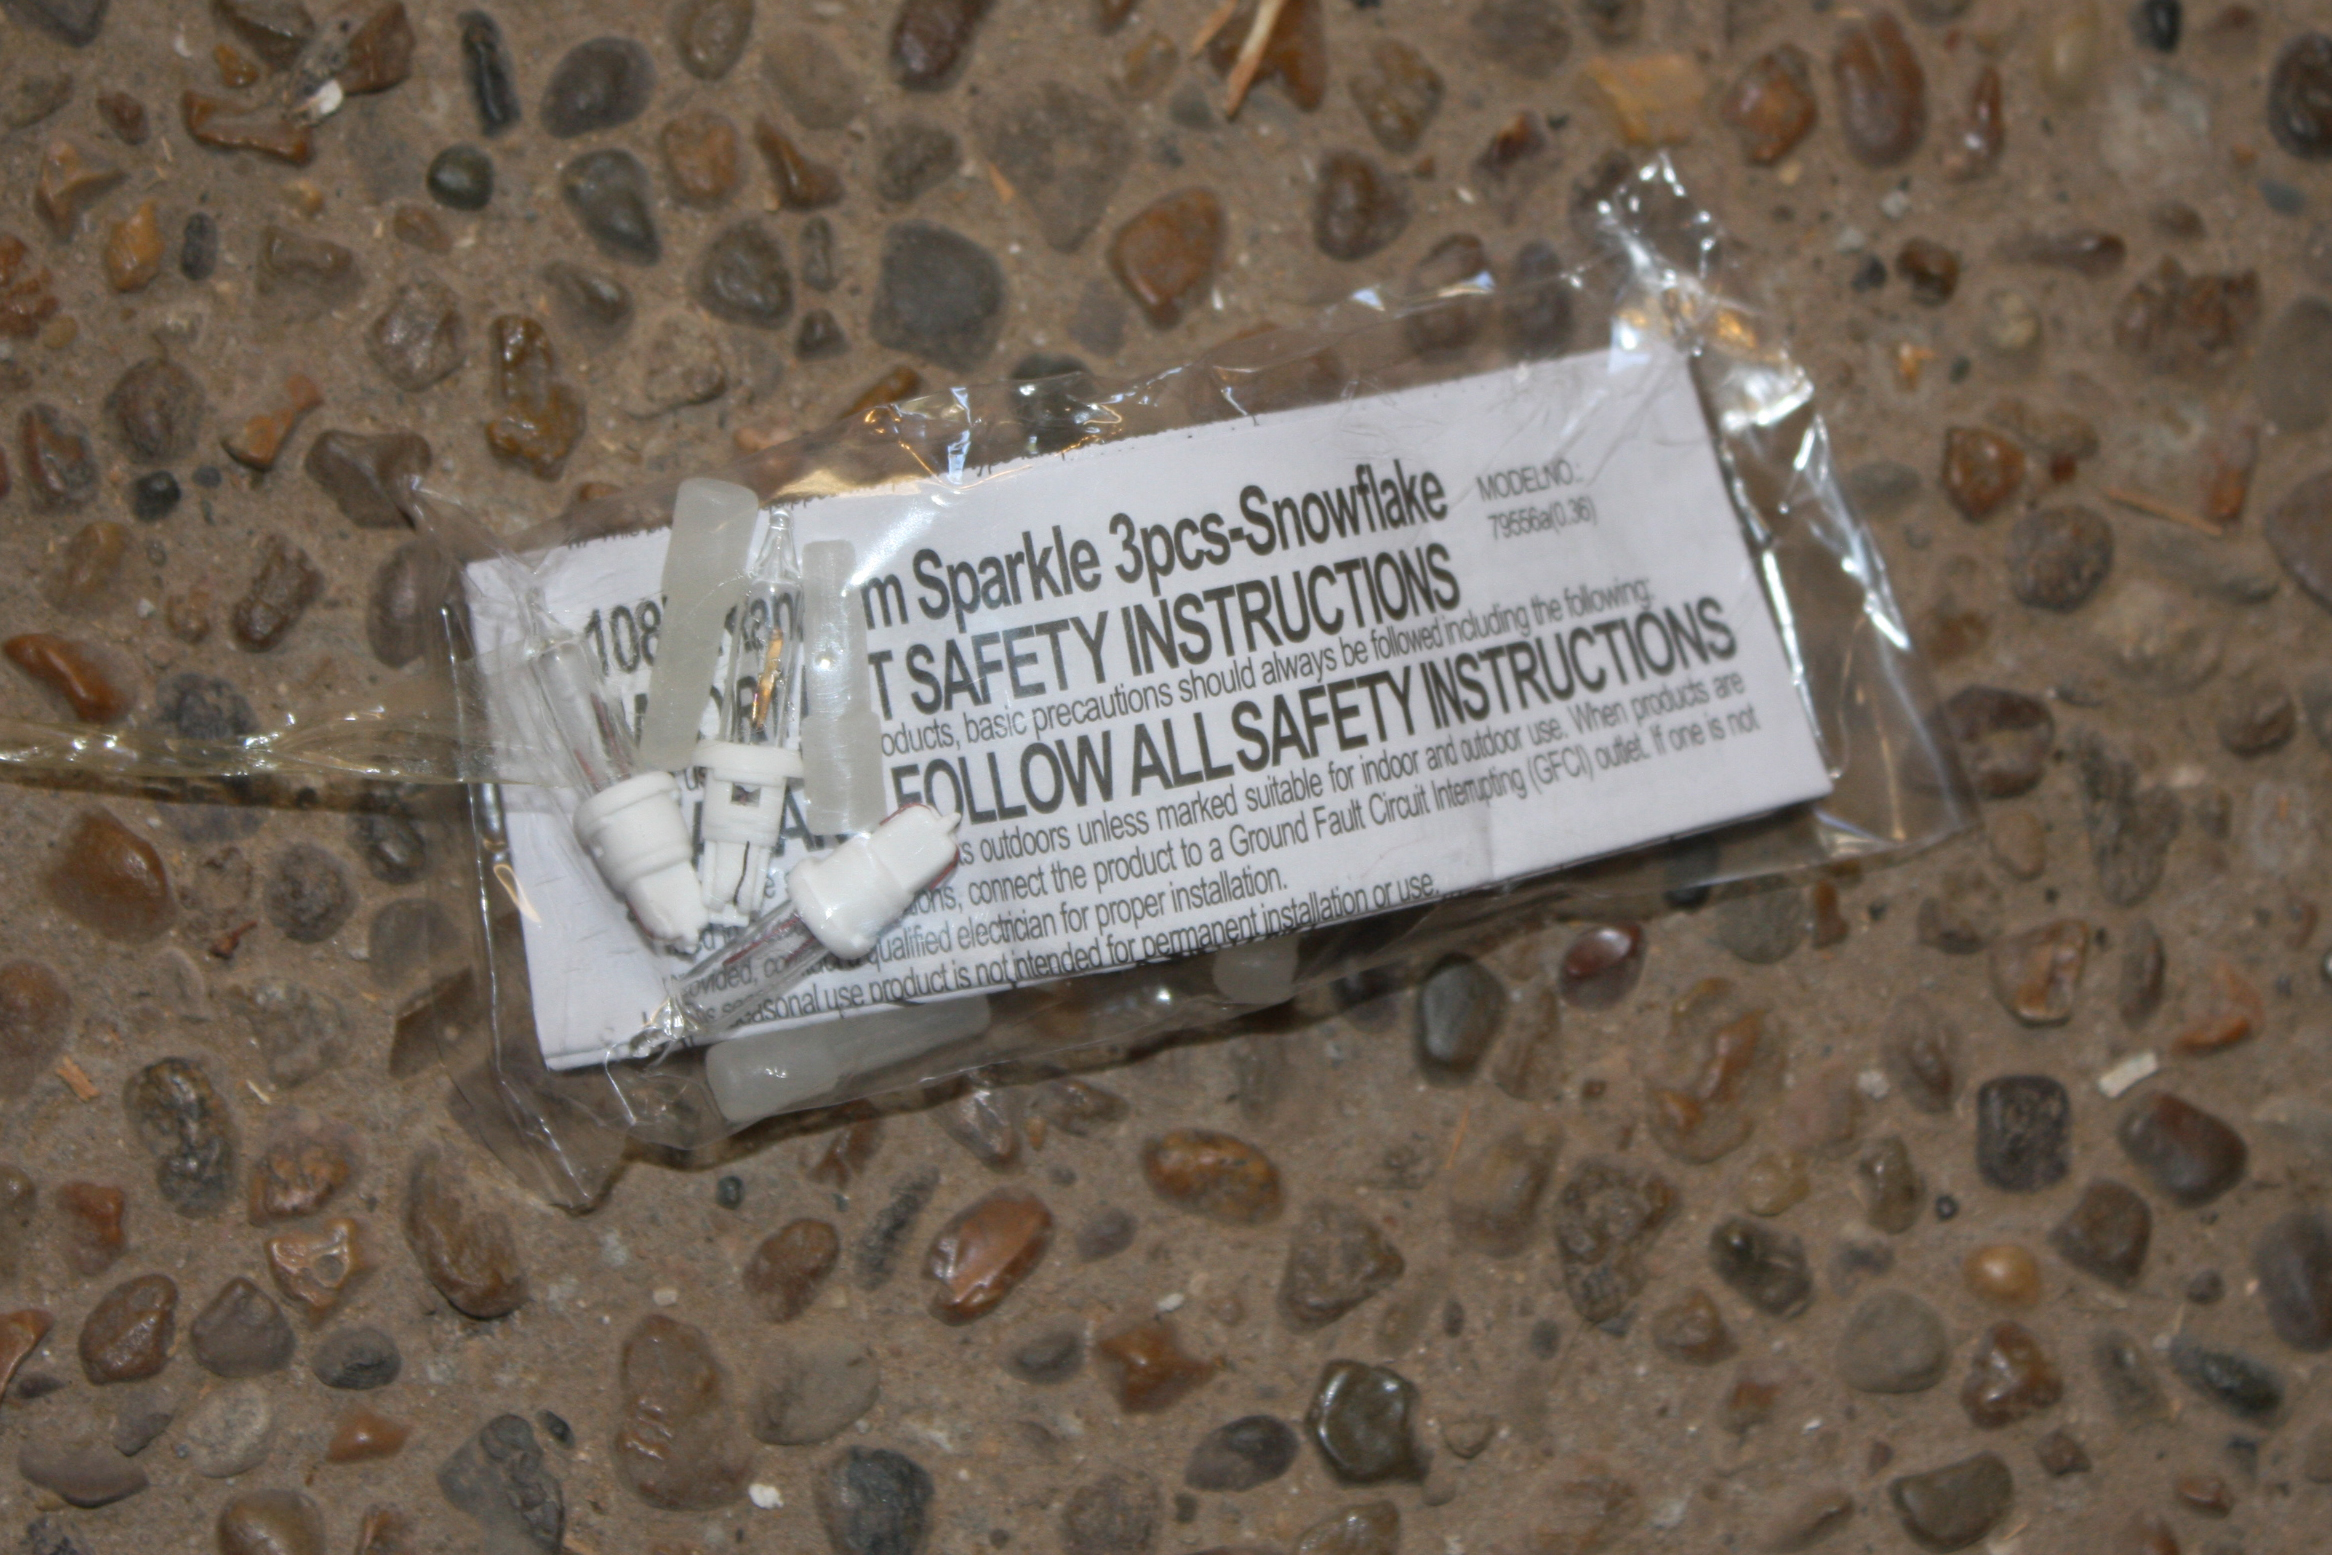 108 m Sparkle 3pcs-Snowflake
MODELNO.:
79556a(0.36)
T SAFETY INSTRUCTIONS
oducts, basic precautions should always be followed including the following:
FOLLOW ALL SAFETY INSTRUCTIONS
outdoors unless marked suitable for indoor and outdoor use. When products are
connect the product to a Ground Fault Circuit Interrupting (GFCI) outlet. If one is not
qualified electrician for proper installation.
seasonal use product is not intended for permanent installation or use.